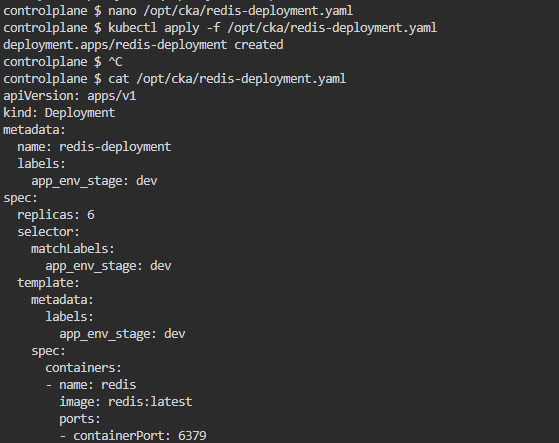 controlplane $ nano /opt/cka/redis-deployment.yaml
controlplane $ kubectl apply -f /opt/cka/redis-deployment.yaml
deployment.apps/redis-deployment created
controlplane $ ^C
controlplane $ cat /opt/cka/redis-deployment.yaml
apiVersion: apps/v1
kind: Deployment
metadata:
  name: redis-deployment
  labels:
    app_env_stage: dev
spec:
  replicas: 6
  selector:
    matchLabels:
      app_env_stage: dev
  template:
    metadata:
      labels:
        app_env_stage: dev
    spec:
      containers:
      - name: redis
        image: redis:latest
        ports:
        - containerPort: 6379